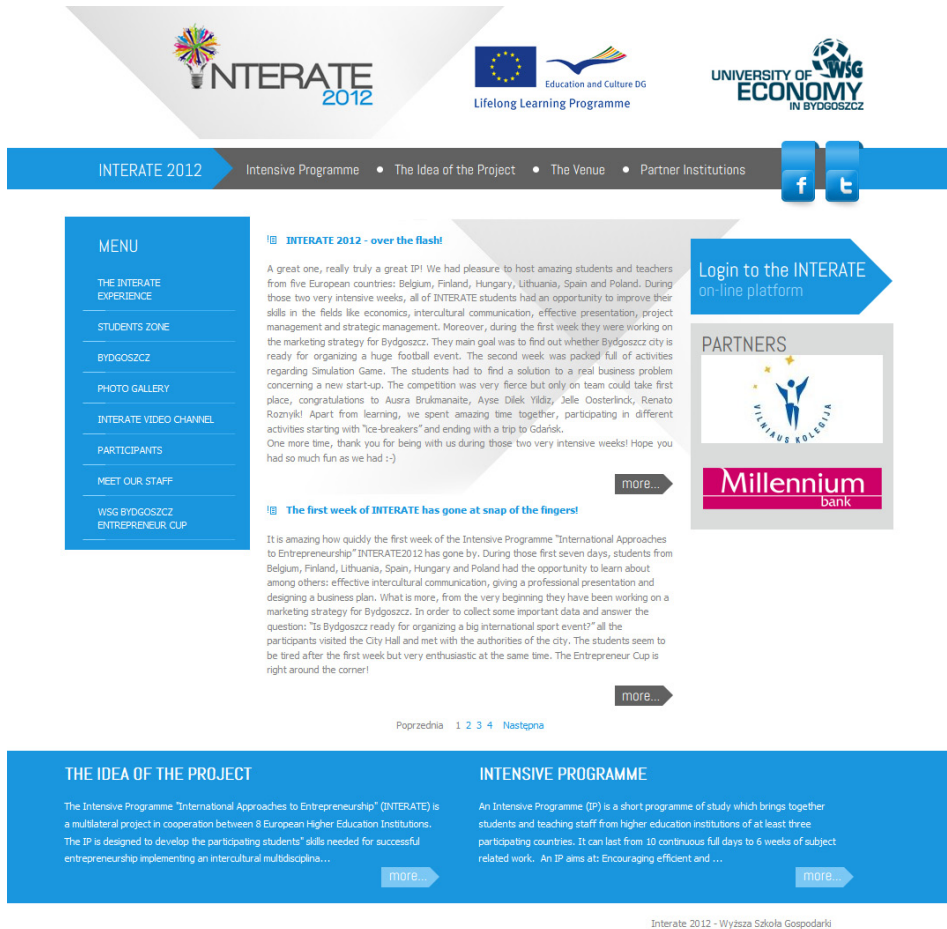 INTERATE
2012
Education and Culture DG
Lifelong Learning Programme
UNIVERSITY OF WSG
ECONOMY
IN BYDGOSZCZ
INTERATE 2012
Intensive Programme • The Idea of the Project • The Venue • Partner Institutions
f t
MENU
THE INTERATE
EXPERIENCE
STUDENTS ZONE
BYDGOSZCZ
PHOTO GALLERY
INTERATE VIDEO CHANNEL
PARTICIPANTS
MEET OUR STAFF
WSG BYDGOSZCZ
ENTREPRENEUR CUP
INTERATE 2012 - over the flash!
A great one, really truly a great IP! We had pleasure to host amazing students and teachers
from five European countries: Belgium, Finland, Hungary, Lithuania, Spain and Poland. During
those two very intensive weeks, all of INTERATE students had an opportunity to improve their
skills in the fields like economics, intercultural communication, effective presentation, project
management and strategic management. Moreover, during the first week they were working on
the marketing strategy for Bydgoszcz. They main goal was to find out whether Bydgoszcz city is
ready for organizing a huge football event. The second week was packed full of activities
regarding Simulation Game. The students had to find a solution to a real business problem
concerning a new start-up. The competition was very fierce but only on team could take first
place, congratulations to Ausra Brukmanaite, Ayse Dilek Yildiz, Jelle Oosterlinck, Renato
Roznyik! Apart from learning, we spent amazing time together, participating in different
activities starting with "ice-breakers" and ending with a trip to Gdańsk.
One more time, thank you for being with us during those two very intensive weeks! Hope you
had so much fun as we had :-)
more...
The first week of INTERATE has gone at snap of the fingers!
It is amazing how quickly the first week of the Intensive Programme "International Approaches
to Entrepreneurship" INTERATE2012 has gone by. During those first seven days, students from
Belgium, Finland, Lithuania, Spain, Hungary and Poland had the opportunity to learn about
among others: effective intercultural communication, giving a professional presentation and
designing a business plan. What is more, from the very beginning they have been working on a
marketing strategy for Bydgoszcz. In order to collect some important data and answer the
question: "Is Bydgoszcz ready for organizing a big international sport event?" all the
participants visited the City Hall and met with the authorities of the city. The students seem to
be tired after the first week but very enthusiastic at the same time. The Entrepreneur Cup is
right around the corner!
more...
Poprzednia 1 2 3 4 Następna
Login to the INTERATE
on-line platform
PARTNERS
VILNIAUS KOLEGIJA
Millennium
bank
THE IDEA OF THE PROJECT
The Intensive Programme "International Approaches to Entrepreneurship" (INTERATE) is
a multilateral project in cooperation between 8 European Higher Education Institutions.
The IP is designed to develop the participating students" skills needed for successful
entrepreneurship implementing an intercultural multidisciplina...
more...
INTENSIVE PROGRAMME
An Intensive Programme (IP) is a short programme of study which brings together
students and teaching staff from higher education institutions of at least three
participating countries. It can last from 10 continuous full days to 6 weeks of subject
related work. An IP aims at: Encouraging efficient and ...
more...
Interate 2012 - Wyższa Szkoła Gospodarki